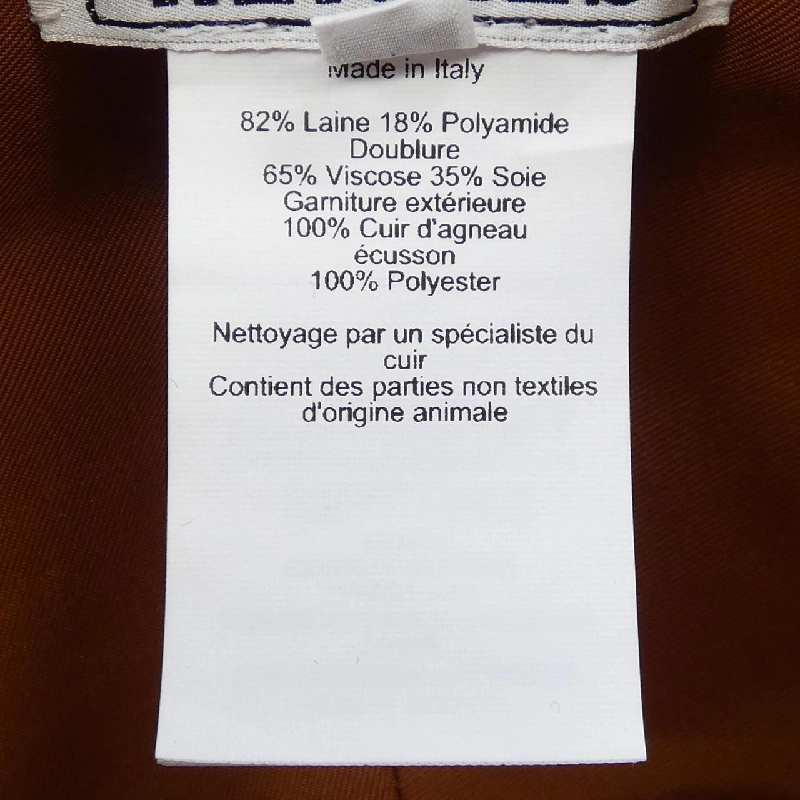 Made in Italy
82% Laine 18% Polyamide
Doublure
65% Viscose 35% Soie
Garniture extérieure
100% Cuir d'agneau
écusson
100% Polyester
Nettoyage par un spécialiste du
cuir
Contient des parties non textiles
d'origine animale